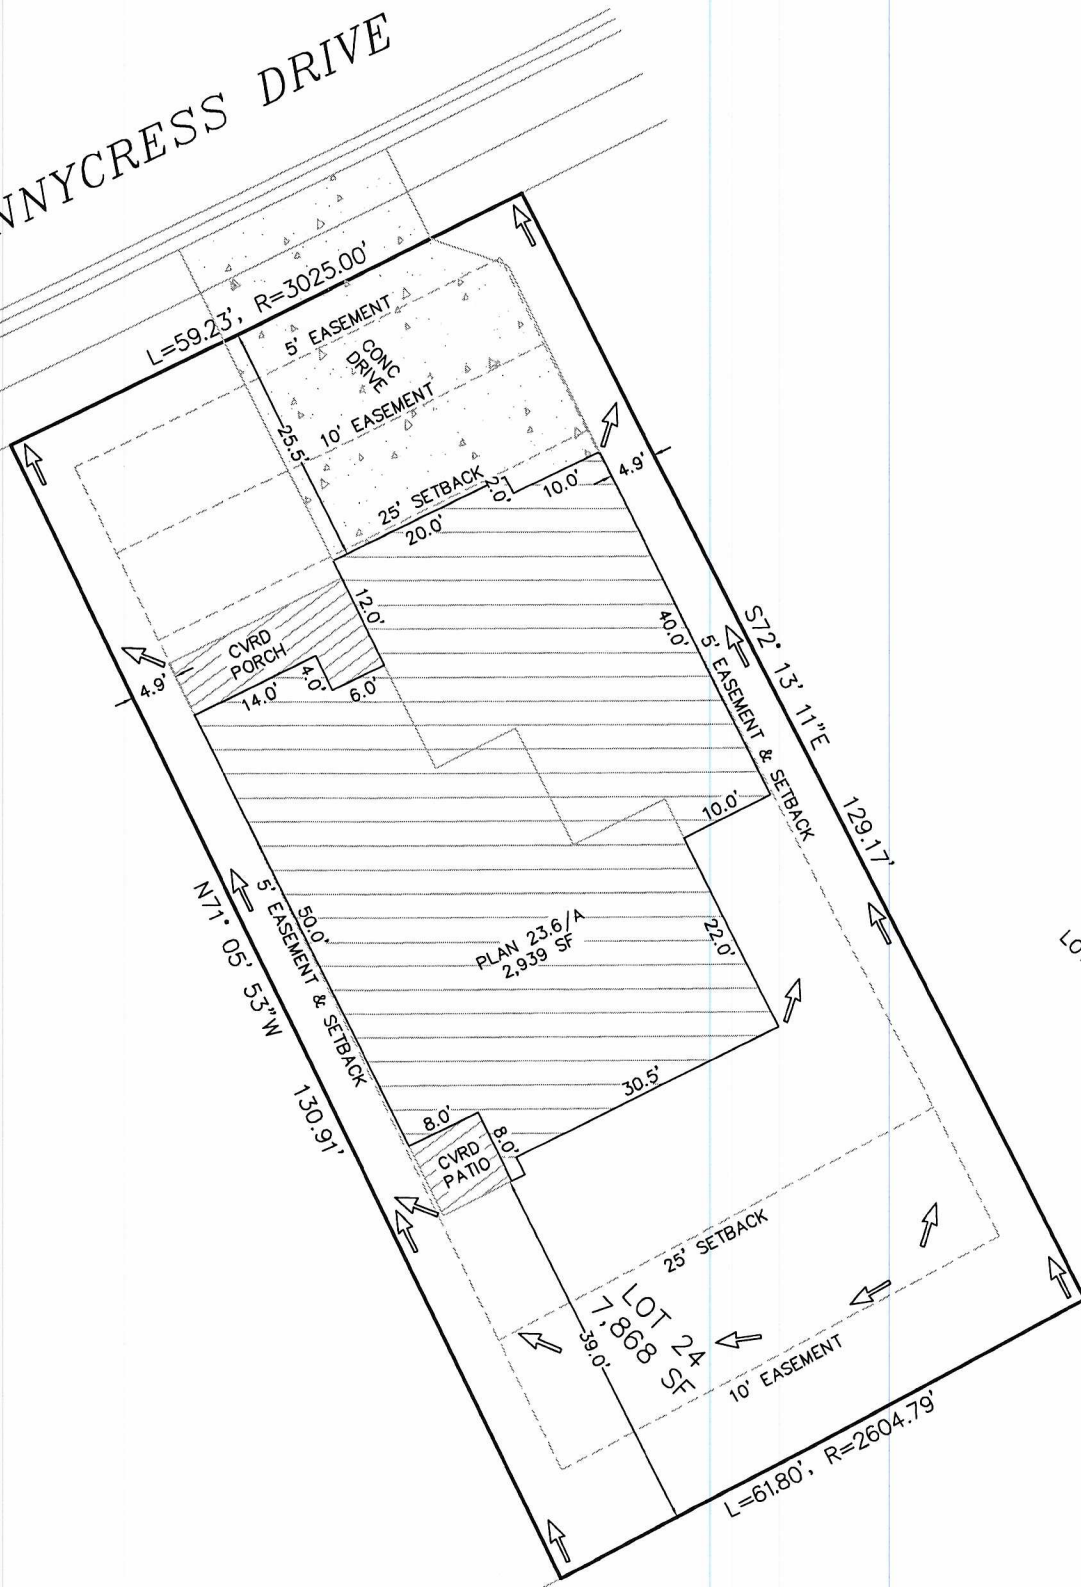 NNYCRESS DRIVE
L=59.23', R=3025.00'
5' EASEMENT
CONC
DRIVE
10' EASEMENT
25.5'
25' SETBACK
2.0'
10.0'
4.9'
20.0'
12.0'
CVRD
PORCH
4.9'
14.0'
4.0'
6.0'
40.0'
5' EASEMENT & SETBACK
S72° 13' 11"E
129.17'
10.0'
22.0'
PLAN 23.6/A
2,939 SF
50.0'
5' EASEMENT & SETBACK
N71° 05' 53"W
130.91'
30.5'
8.0'
8.0'
CVRD
PATIO
25' SETBACK
LOT 24
7,868 SF
39.0'
10' EASEMENT
L=61.80', R=2604.79'
LO